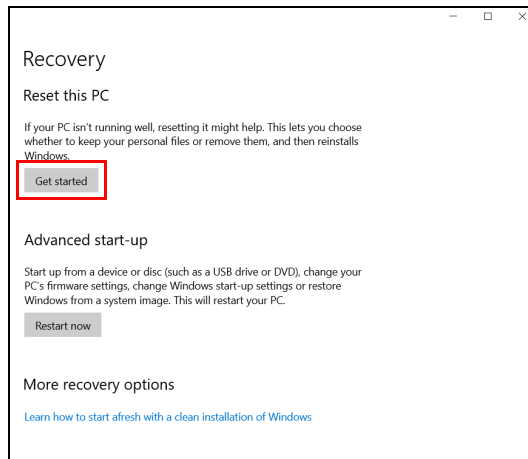 Recovery
Reset this PC
If your PC isn't running well, resetting it might help. This lets you choose
whether to keep your personal files or remove them, and then reinstalls
Windows.
Get started
Advanced start-up
Start up from a device or disc (such as a USB drive or DVD), change your
PC's firmware settings, change Windows start-up settings or restore
Windows from a system image. This will restart your PC.
Restart now
More recovery options
Learn how to start afresh with a clean installation of Windows